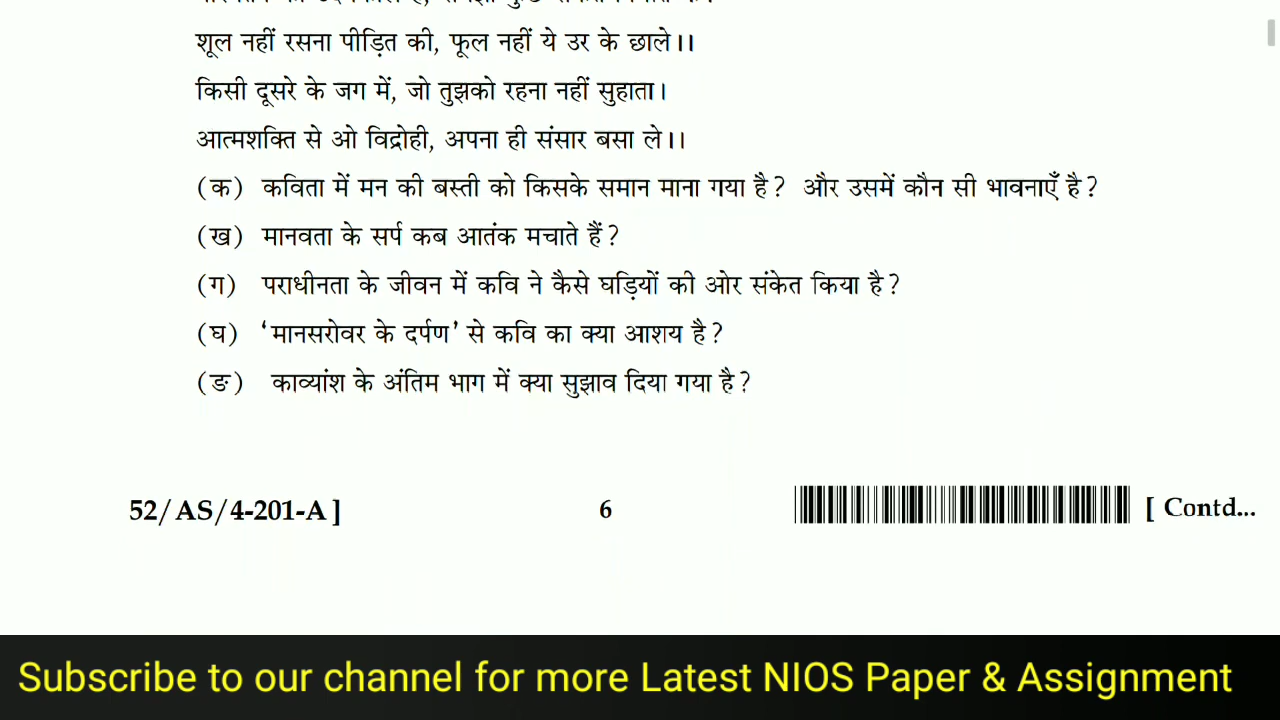 शूल नहीं रसना पीड़ित की, फूल नहीं ये उर के छाले।।
किसी दूसरे के जग में, जो तुझको रहना नहीं सुहाता।
आत्मशक्ति से ओ विद्रोही, अपना ही संसार बसा ले।।
(क) कविता में मन की बस्ती को किसके समान माना गया है? और उसमें कौन सी भावनाएँ है?
(ख) मानवता के सर्प कब आतंक मचाते हैं?
(ग) पराधीनता के जीवन में कवि ने कैसे घड़ियों की ओर संकेत किया है?
(घ) 'मानसरोवर के दर्पण' से कवि का क्या आशय है?
(ङ) काव्यांश के अंतिम भाग में क्या सुझाव दिया गया है?
52/AS/4-201-A] 6 [ Contd...
Subscribe to our channel for more Latest NIOS Paper & Assignment